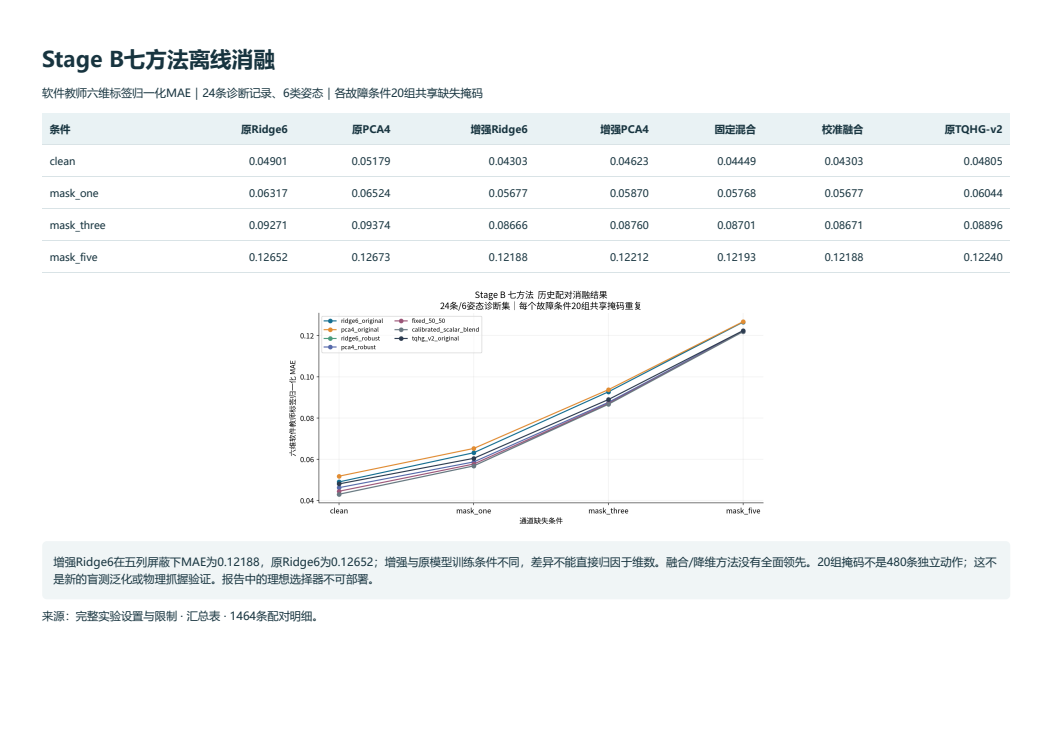 Stage B七方法离线消融
软件教师六维标签归一化MAE｜24条诊断记录、6类姿态｜各故障条件20组共享缺失掩码
条件 原Ridge6 原PCA4 增强Ridge6 增强PCA4 固定混合 校准融合 原TQHG-v2
clean 0.04901 0.05179 0.04303 0.04623 0.04449 0.04303 0.04805
mask_one 0.06317 0.06524 0.05677 0.05870 0.05768 0.05677 0.06044
mask_three 0.09271 0.09374 0.08666 0.08760 0.08701 0.08671 0.08896
mask_five 0.12652 0.12673 0.12188 0.12212 0.12193 0.12188 0.12240
Stage B 七方法 历史配对消融结果
24条/6姿态诊断集｜每个故障条件20组共享掩码重复
ridge6_original fixed_50_50
pca4_original calibrated_scalar_blend
ridge6_robust tqhg_v2_original
pca4_robust
六维软件教师标签归一化 MAE
0.12
0.10
0.08
0.06
0.04
clean mask_one mask_three mask_five
通道缺失条件
增强Ridge6在五列屏蔽下MAE为0.12188，原Ridge6为0.12652；增强与原模型训练条件不同，差异不能直接归因于维数。融合/降维方法没有全面领先。20组掩码不是480条独立动作；这不
是新的盲测泛化或物理抓握验证。报告中的理想选择器不可部署。
来源：完整实验设置与限制 · 汇总表 · 1464条配对明细。